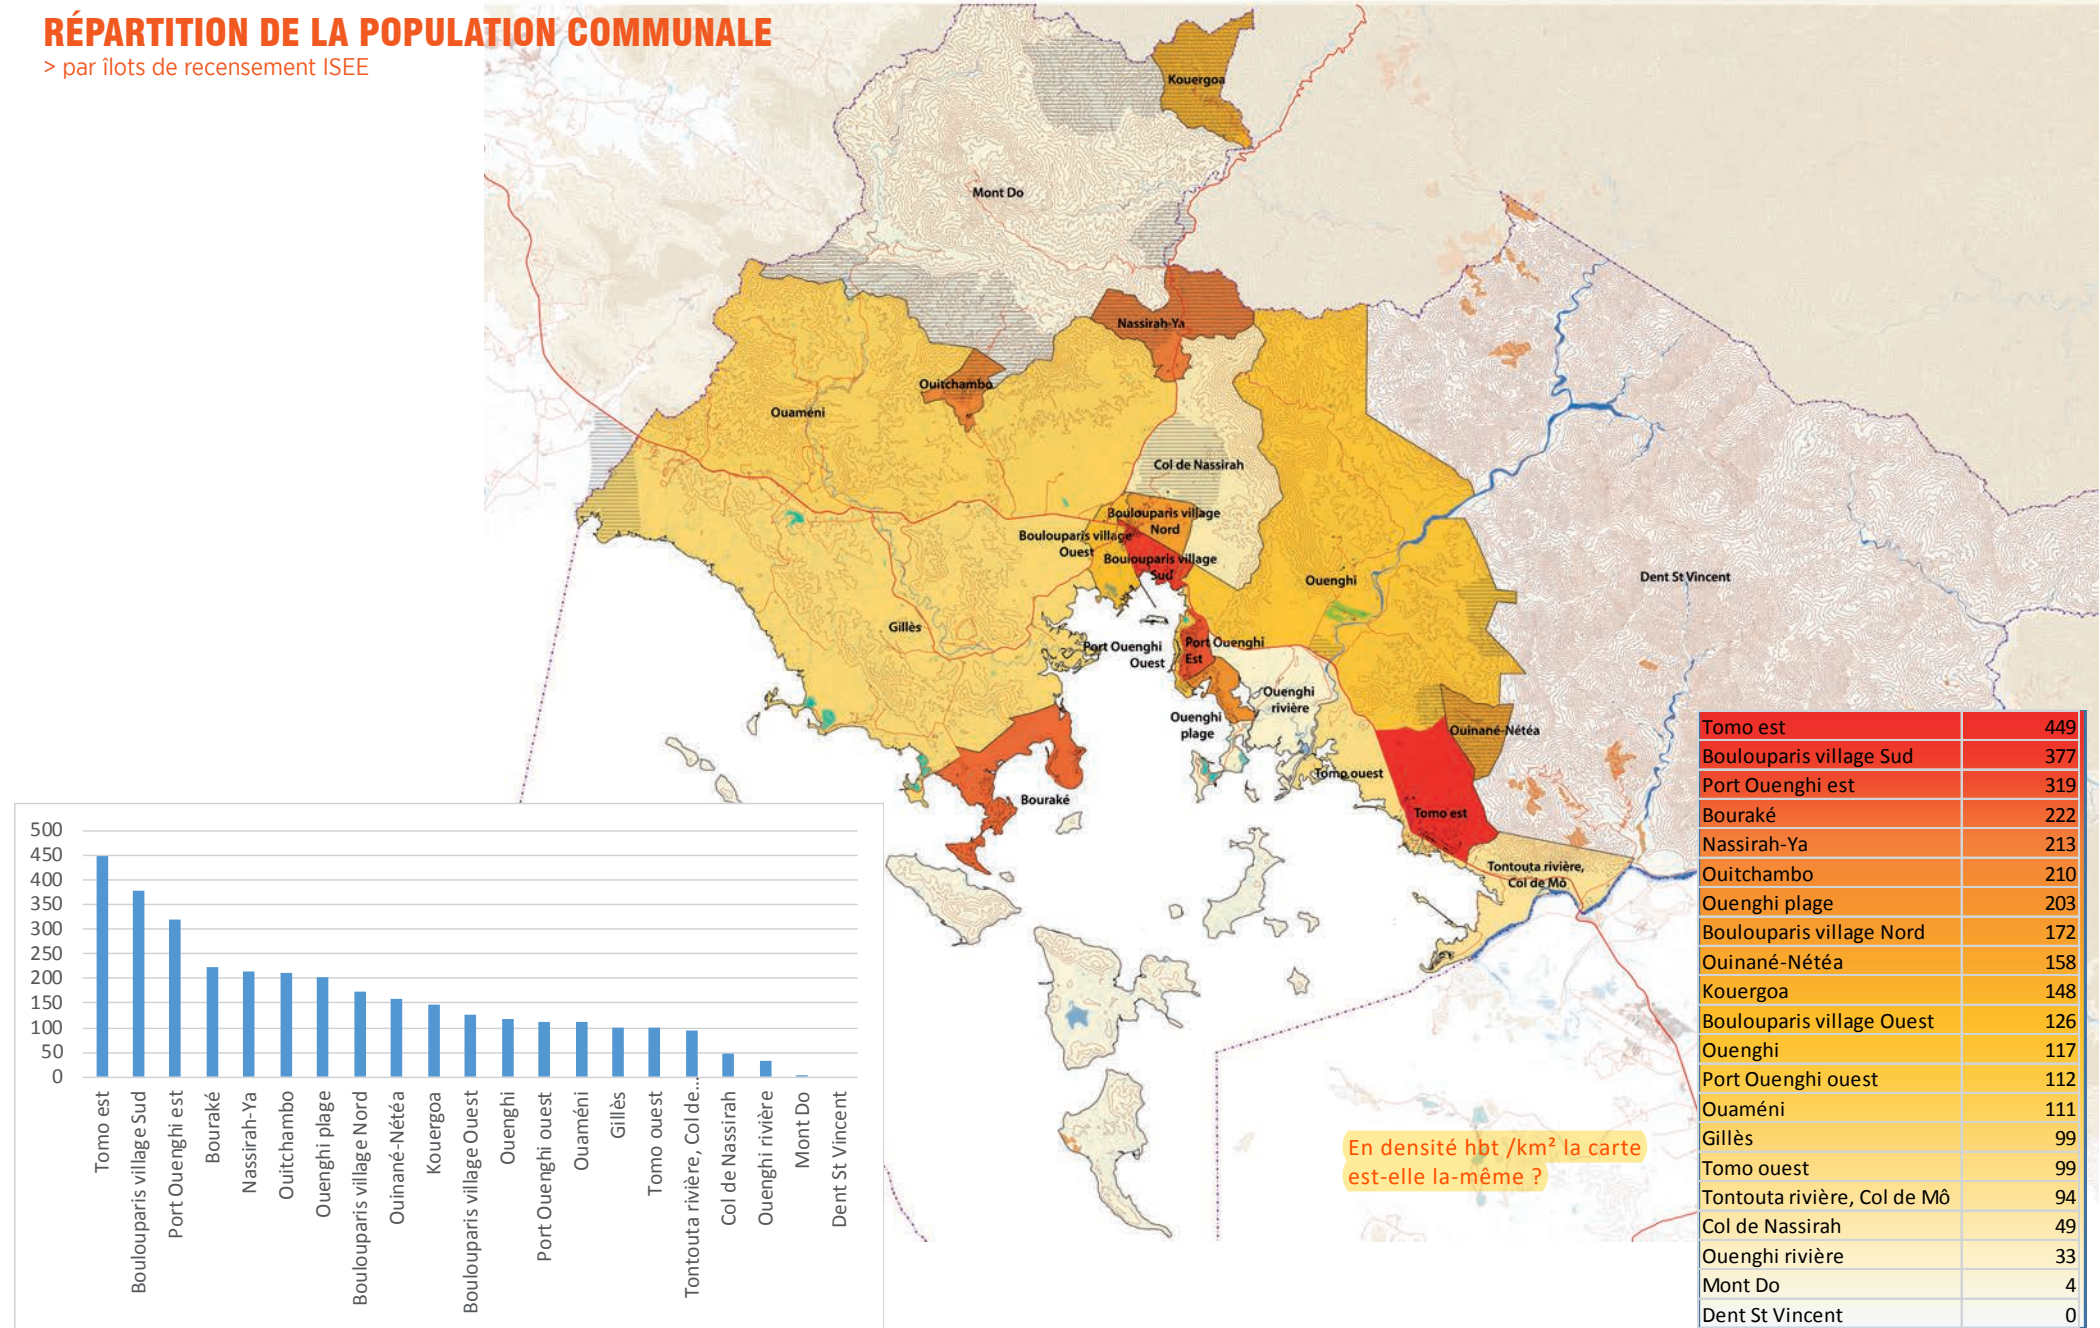 RÉPARTITION DE LA POPULATION COMMUNALE
> par îlots de recensement ISEE
Kouergoa
Mont Do
Nassirah-Ya
Ouitchambo
Ouaméni
Col de Nassirah
Boulouparis village
Nord
Boulouparis village
Ouest
Boulouparis village
Sud
Ouenghi
Dent St Vincent
Gillès
Port Ouenghi
Ouest
Port Ouenghi
Est
Ouenghi
rivière
Ouenghi
plage
Ouinané-Nétéa
Tomo ouest
Bouraké
Tomo est
Tontouta rivière,
Col de Mô
500
450
400
350
300
250
200
150
100
50
0
Tomo est
Boulouparis village Sud
Port Ouenghi est
Bouraké
Nassirah-Ya
Ouitchambo
Ouenghi plage
Boulouparis village Nord
Ouinané-Nétéa
Kouergoa
Boulouparis village Ouest
Ouenghi
Port Ouenghi ouest
Ouaméni
Gillès
Tomo ouest
Tontouta rivière, Col de…
Col de Nassirah
Ouenghi rivière
Mont Do
Dent St Vincent
En densité hbt /km² la carte
est-elle la-même ?
Tomo est 449
Boulouparis village Sud 377
Port Ouenghi est 319
Bouraké 222
Nassirah-Ya 213
Ouitchambo 210
Ouenghi plage 203
Boulouparis village Nord 172
Ouinané-Nétéa 158
Kouergoa 148
Boulouparis village Ouest 126
Ouenghi 117
Port Ouenghi ouest 112
Ouaméni 111
Gillès 99
Tomo ouest 99
Tontouta rivière, Col de Mô 94
Col de Nassirah 49
Ouenghi rivière 33
Mont Do 4
Dent St Vincent 0